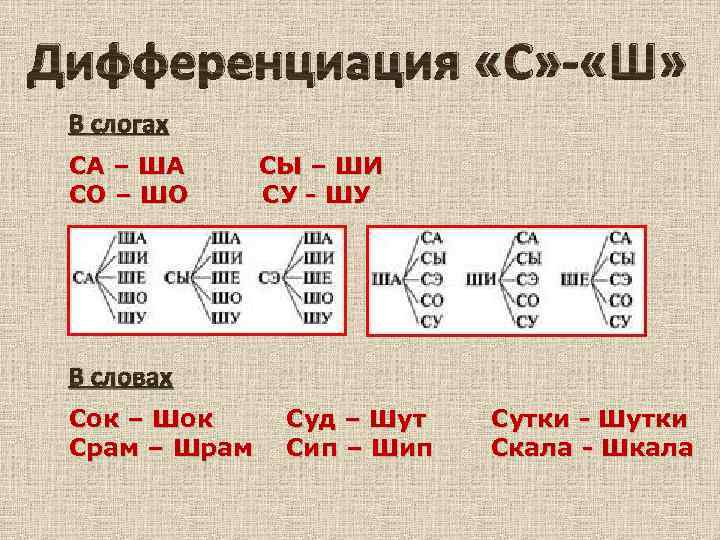 Дифференциация «С»-«Ш»
В слогах
СА – ША СЫ – ШИ
СО – ШО СУ - ШУ
ША ША ША
ШИ ШИ ШИ
СА ШЕ СЫ ШЕ СЭ ШЕ
ШО ШО ШО
ШУ ШУ ШУ
СА СА СА
СЫ СЫ СЫ
ША СЭ ШИ СЭ ШЕ СЭ
СО СО СО
СУ СУ СУ
В словах
Сок – Шок Суд – Шут Сутки - Шутки
Срам – Шрам Сип – Шип Скала - Шкала